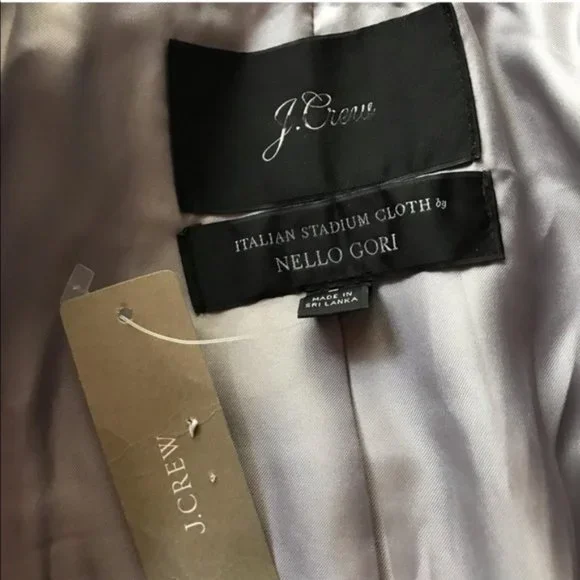 J.Crew
ITALIAN STADIUM CLOTH by
NELLO GORI
MADE IN
SRI LANKA
J.CREW